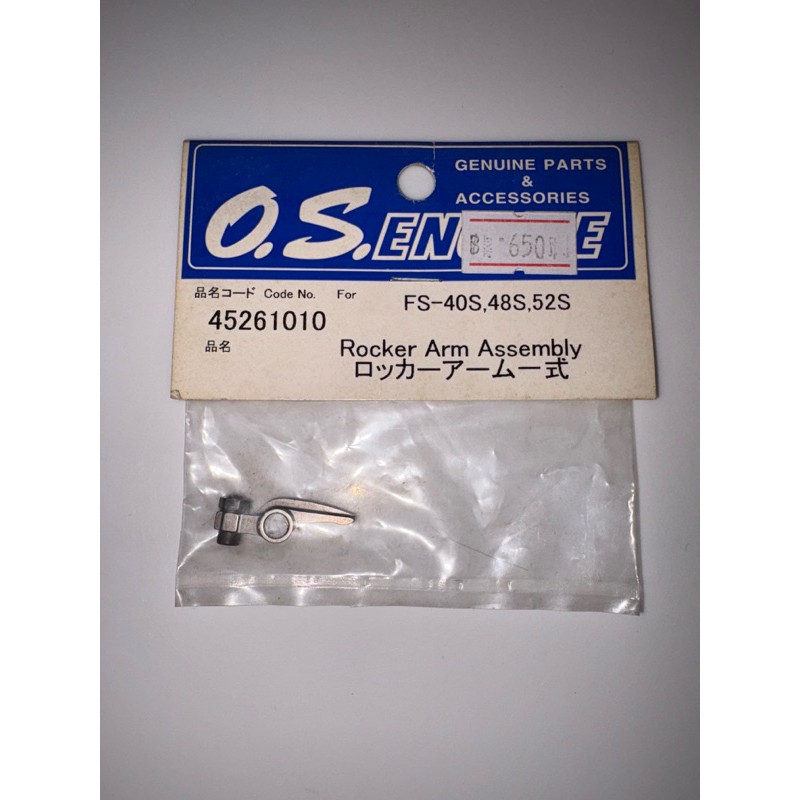 GENUINE PARTS
&
ACCESSORIES
O.S.ENGINE
650
品名コード Code No. For
FS-40S,48S,52S
45261010
品名
Rocker Arm Assembly
ロッカーアーム一式